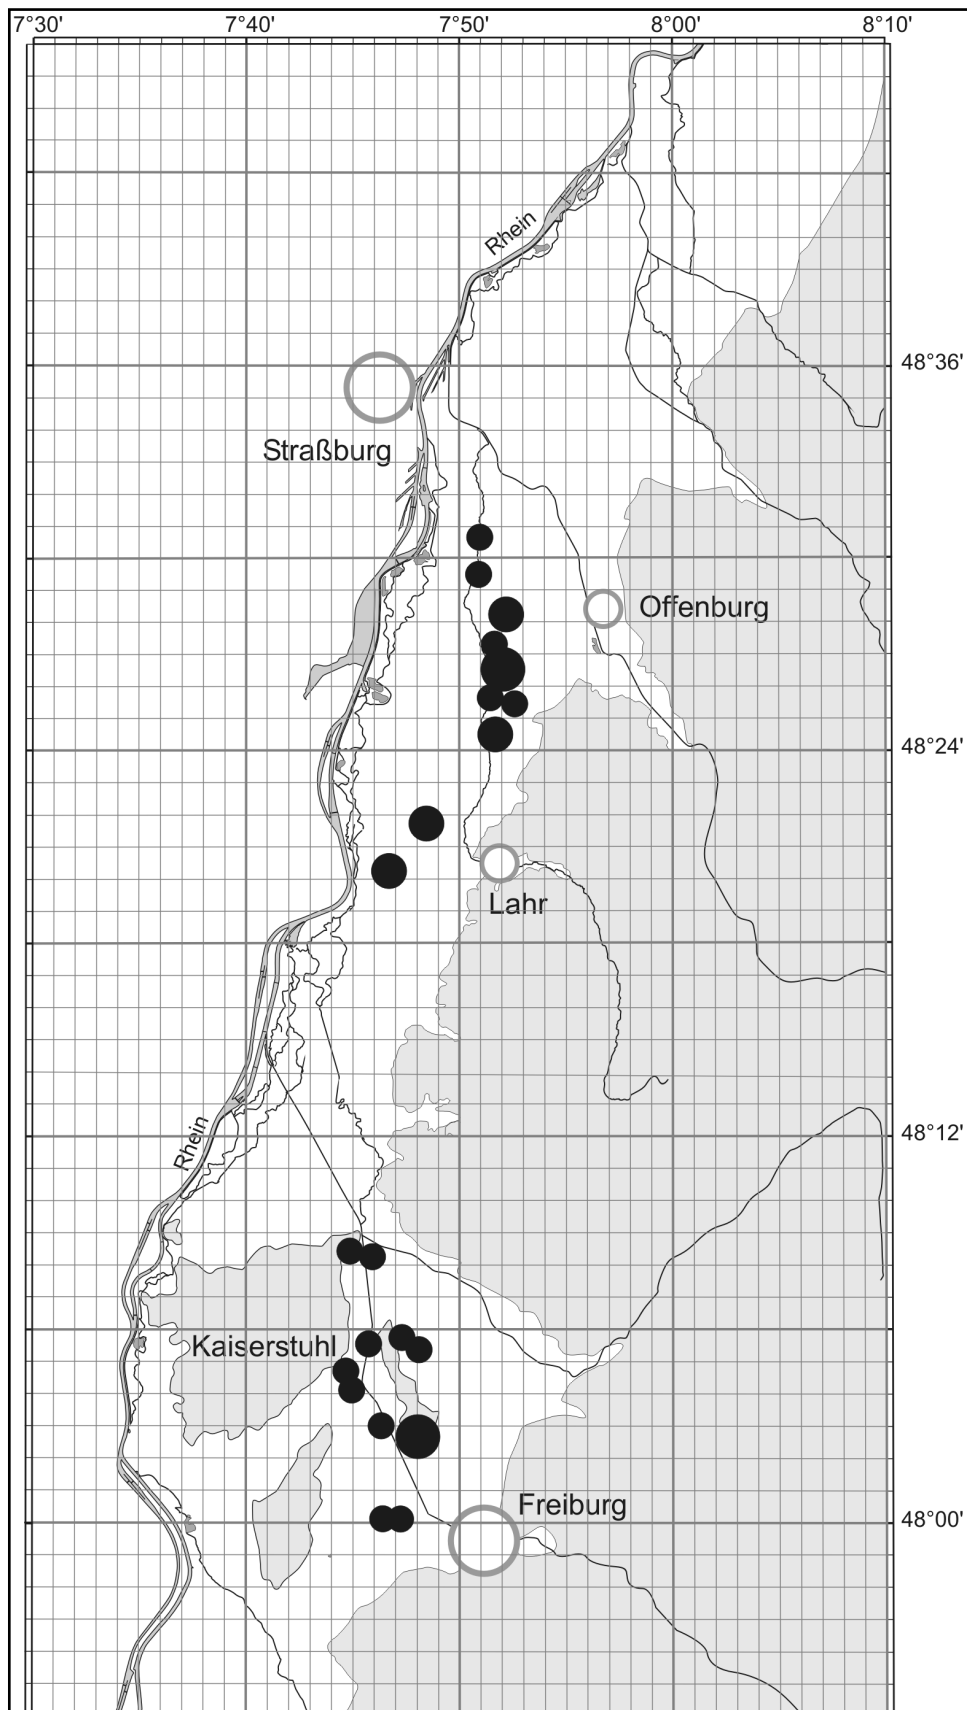 7°30'
7°40'
7°50'
8°00'
8°10'
Rhein
48°36'
Straßburg
Offenburg
48°24'
Lahr
48°12'
Rhein
Kaiserstuhl
Freiburg
48°00'